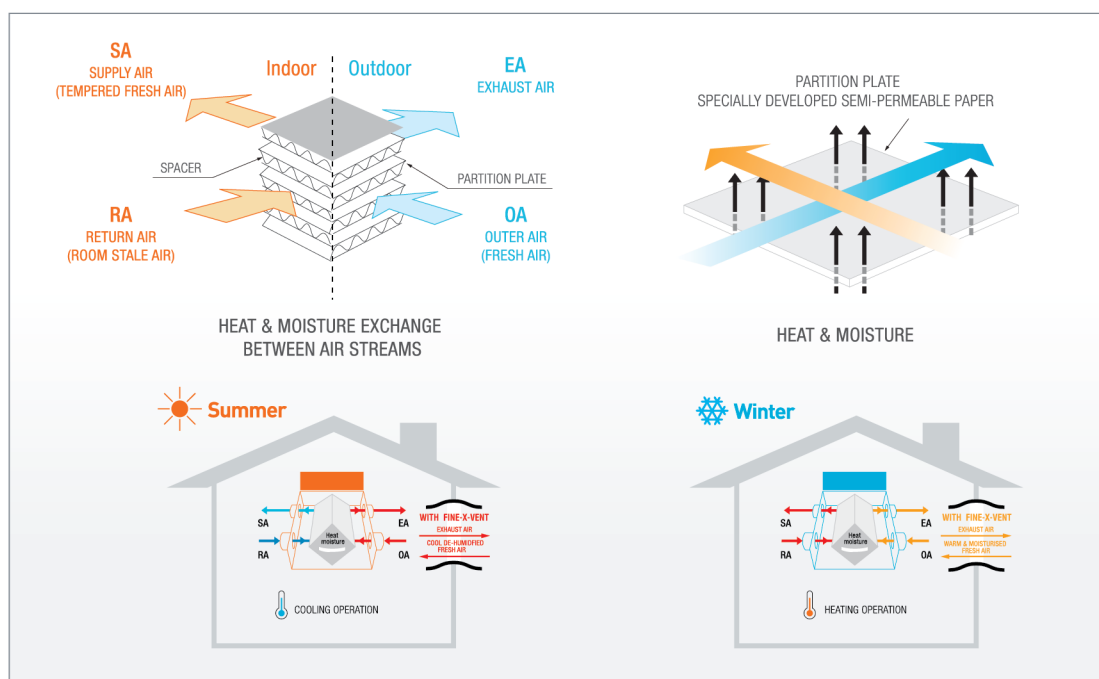 SA
SUPPLY AIR
(TEMPERED FRESH AIR)
Indoor
Outdoor
EA
EXHAUST AIR
SPACER
PARTITION PLATE
RA
RETURN AIR
(ROOM STALE AIR)
OA
OUTER AIR
(FRESH AIR)
HEAT & MOISTURE EXCHANGE
BETWEEN AIR STREAMS
PARTITION PLATE
SPECIALLY DEVELOPED SEMI-PERMEABLE PAPER
HEAT & MOISTURE
Summer
SA
EA
RA
OA
Heat
moisture
WITH FINE-X-VENT
EXHAUST AIR
COOL DE-HUMIDFIED
FRESH AIR
COOLING OPERATION
Winter
SA
EA
RA
OA
Heat
moisture
WITH FINE-X-VENT
EXHAUST AIR
WARM & MOISTURISED
FRESH AIR
HEATING OPERATION